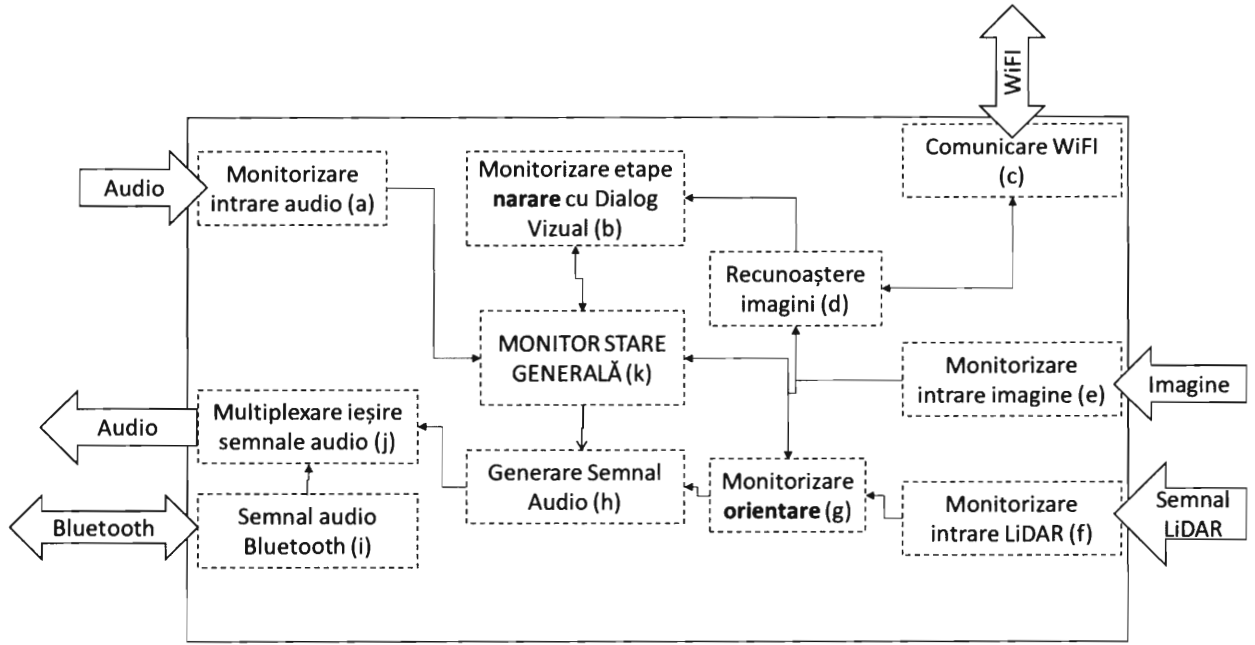 WiFI
Comunicare WiFI
(c)
Audio
Monitorizare
intrare audio (a)
Monitorizare etape
narare cu Dialog
Vizual (b)
Recunoaștere
imagini (d)
MONITOR STARE
GENERALĂ (k)
Monitorizare
intrare imagine (e)
Imagine
Audio
Multiplexare ieșire
semnale audio (j)
Generare Semnal
Audio (h)
Monitorizare
orientare (g)
Monitorizare
intrare LiDAR (f)
Semnal
LiDAR
Bluetooth
Semnal audio
Bluetooth (i)